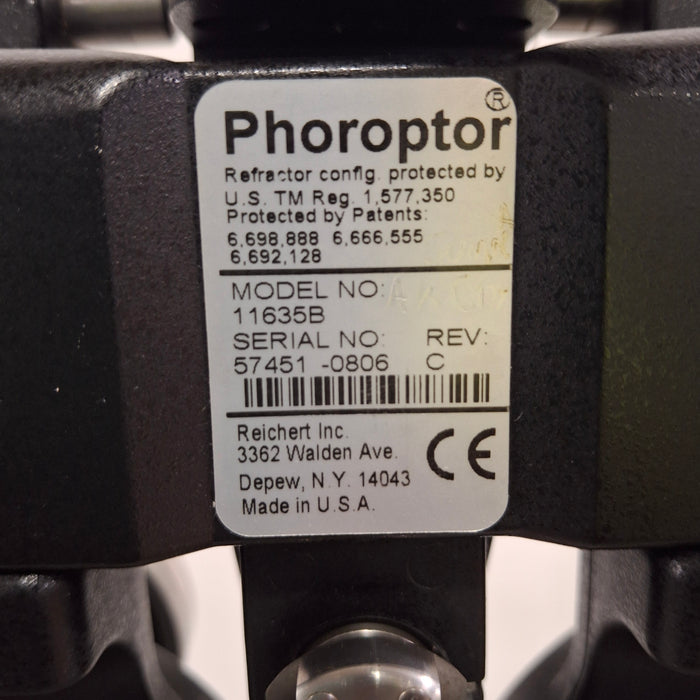 Phoroptor®
Refractor config. protected by
U.S. TM Reg. 1,577,350
Protected by Patents:
6,698,888 6,666,555
6,692,128
MODEL NO:
11635B
SERIAL NO: REV:
57451 -0806 C
Reichert Inc.
3362 Walden Ave.
Depew, N.Y. 14043
Made in U.S.A.
CE